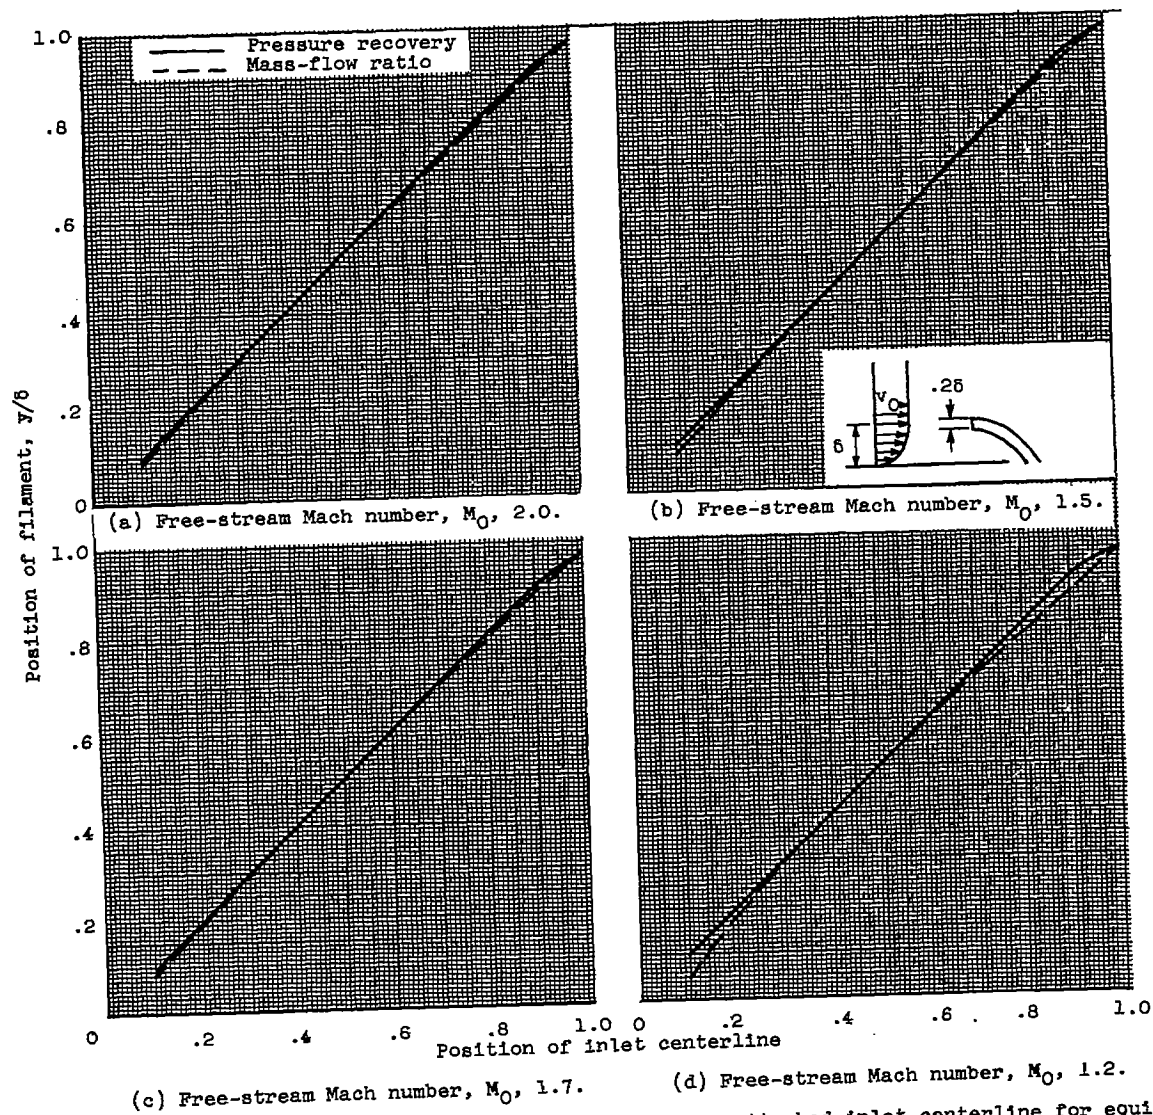 1.0
Pressure recovery
Mass-flow ratio
.8
.6
.4
.2
0
V0
δ
.2δ
(a) Free-stream Mach number, M0, 2.0.
(b) Free-stream Mach number, M0, 1.5.
Position of filament, y/δ
1.0
.8
.6
.4
.2
0 .2 .4 .6 1.0
0 .2 .4 .6 .8 1.0
Position of inlet centerline
(c) Free-stream Mach number, M0, 1.7.
(d) Free-stream Mach number, M0, 1.2.
inlet centerline for equi